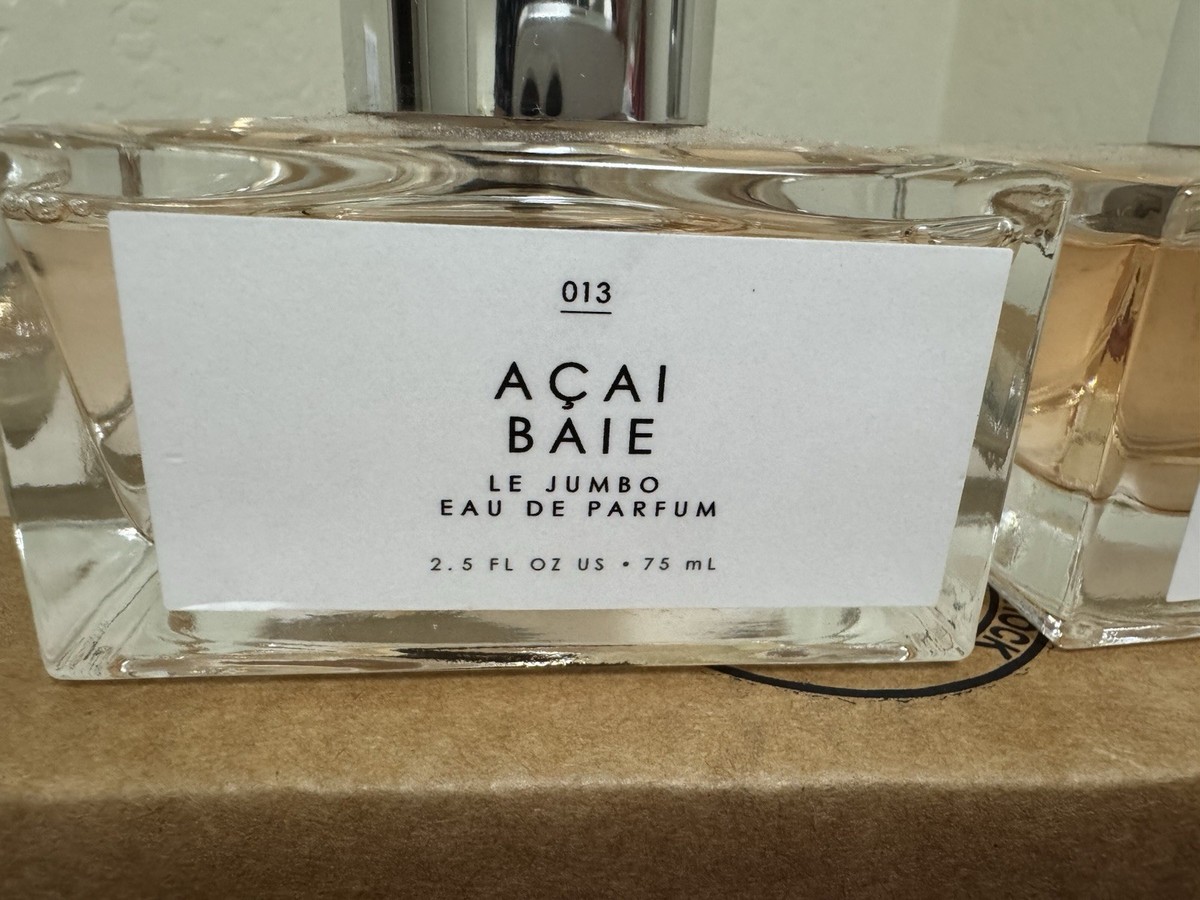 013
AÇAI
BAIE
LE JUMBO
EAU DE PARFUM
2.5 FL OZ US • 75 mL